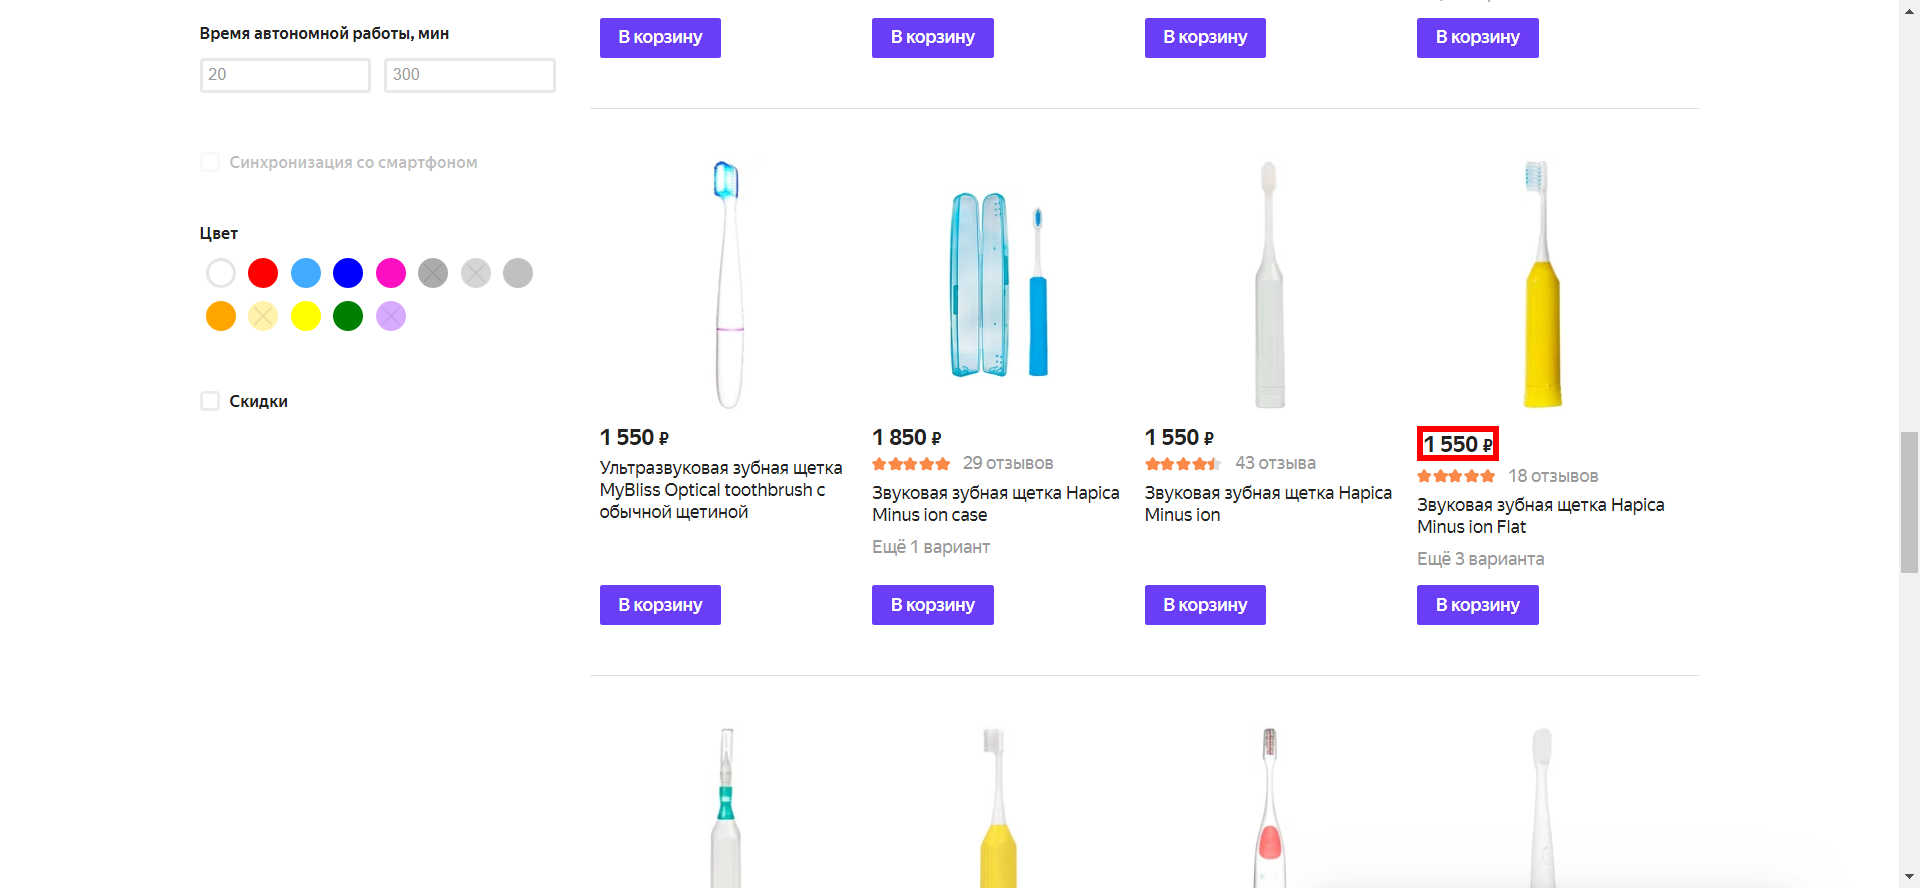 Время автономной работы, мин
20
300
Синхронизация со смартфоном
Цвет
Скидки
В корзину
В корзину
В корзину
В корзину
1 550 ₽
Ультразвуковая зубная щетка
MyBliss Optical toothbrush с
обычной щетиной
В корзину
1 850 ₽
29 отзывов
Звуковая зубная щетка Hapica
Minus ion case
Ещё 1 вариант
В корзину
1 550 ₽
43 отзыва
Звуковая зубная щетка Hapica
Minus ion
В корзину
1 550 ₽
18 отзывов
Звуковая зубная щетка Hapica
Minus ion Flat
Ещё 3 варианта
В корзину